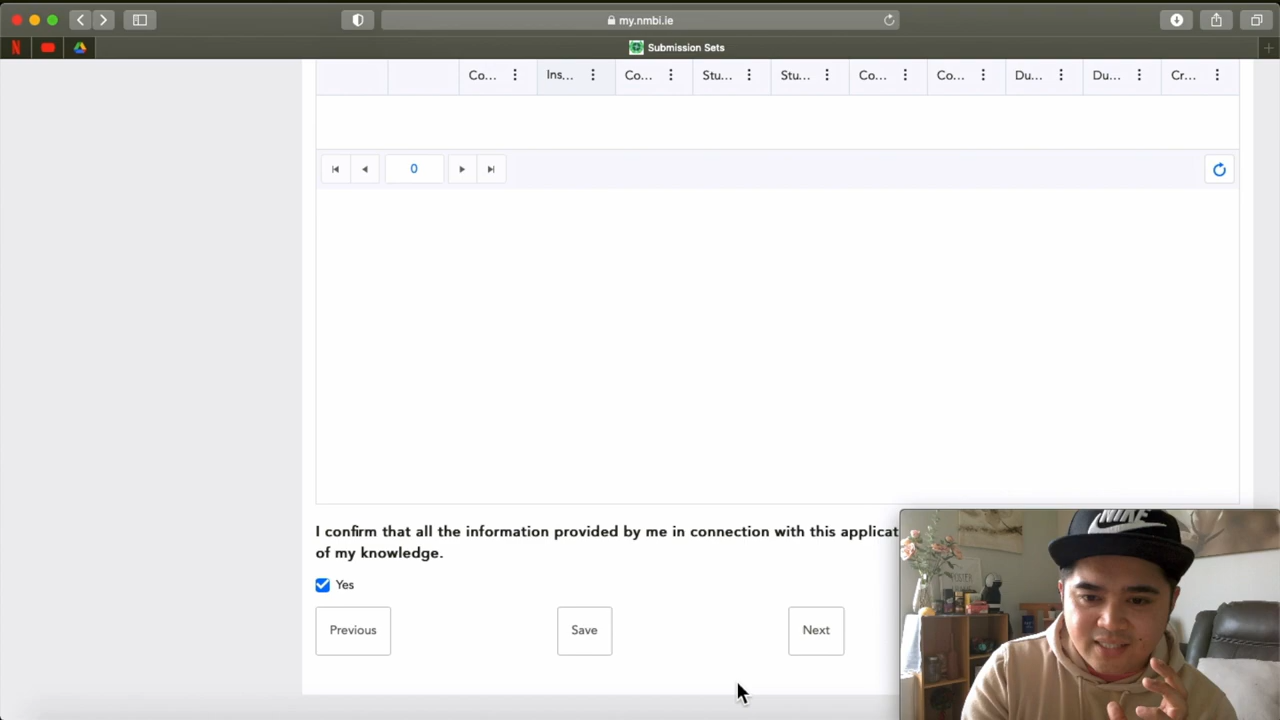 my.nmbi.ie
Submission Sets
Co... Ins... Co... Stu... Stu... Co... Co... Du... Du... Cr...
0
I confirm that all the information provided by me in connection with this applicat
of my knowledge.
Yes
Previous Save Next
NIKE